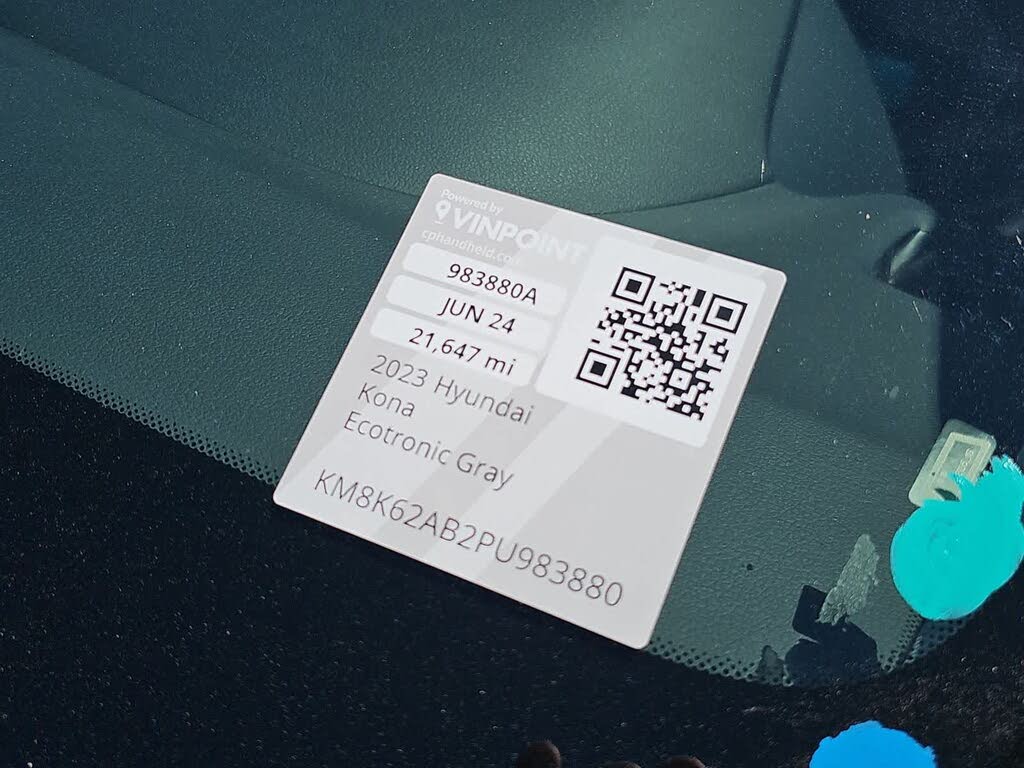 Powered by
VINPOINT
cphandheld.com
983880A
JUN 24
21,647 mi
2023 Hyundai
Kona
Ecotronic Gray
KM8K62AB2PU983880